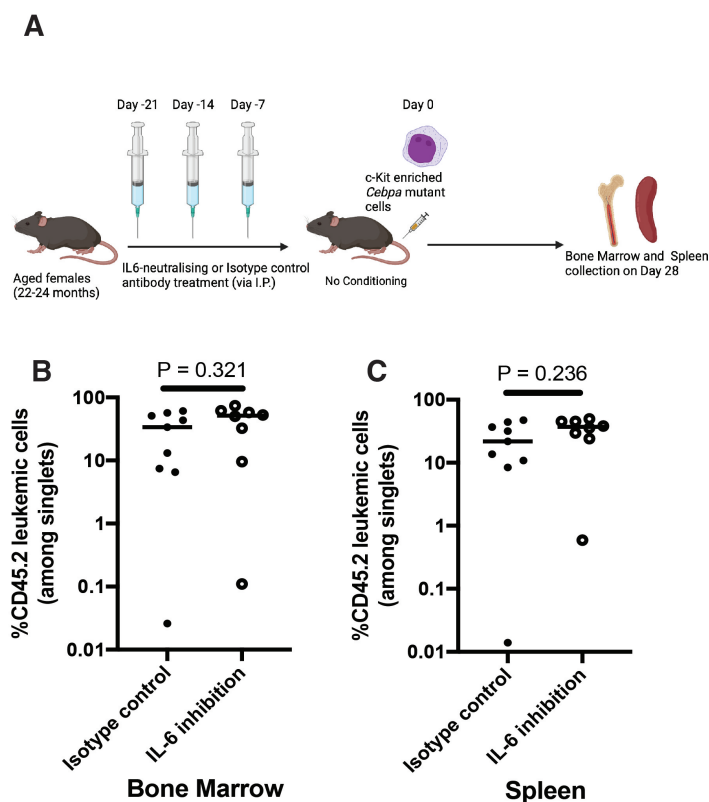 A
Day -21 Day -14 Day -7 Day 0
c-Kit enriched
Cebpa mutant
cells
Aged females
(22-24 months)
IL6-neutralising or Isotype control
antibody treatment (via I.P.)
No Conditioning
Bone Marrow and Spleen
collection on Day 28
B
P = 0.321
%CD45.2 leukemic cells
(among singlets)
100
10
1
0.1
0.01
Isotype control
IL-6 inhibition
Bone Marrow
C
P = 0.236
%CD45.2 leukemic cells
(among singlets)
100
10
1
0.1
0.01
Isotype control
IL-6 inhibition
Spleen